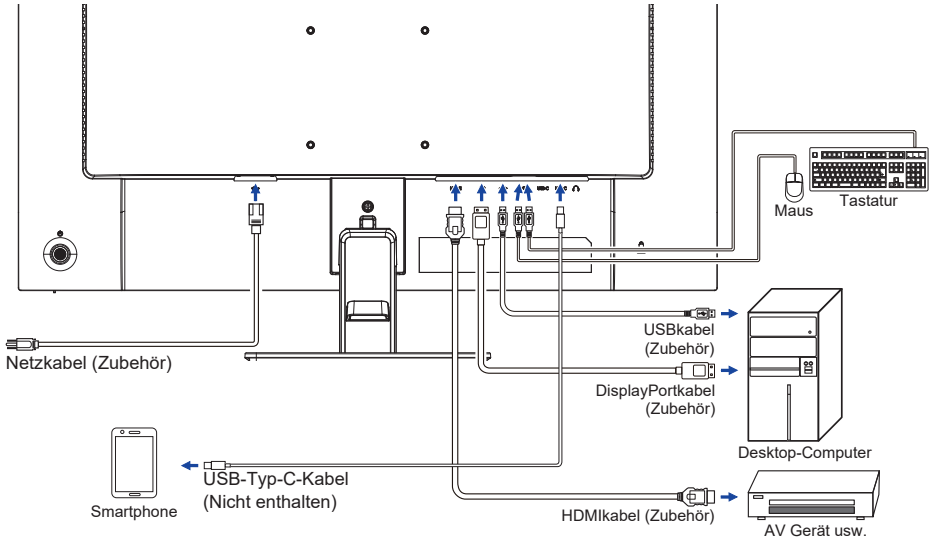 Maus
Tastatur
USBkabel
(Zubehör)
Netzkabel (Zubehör)
DisplayPortkabel
(Zubehör)
Desktop-Computer
USB-Typ-C-Kabel
(Nicht enthalten)
Smartphone
HDMIkabel (Zubehör)
AV Gerät usw.